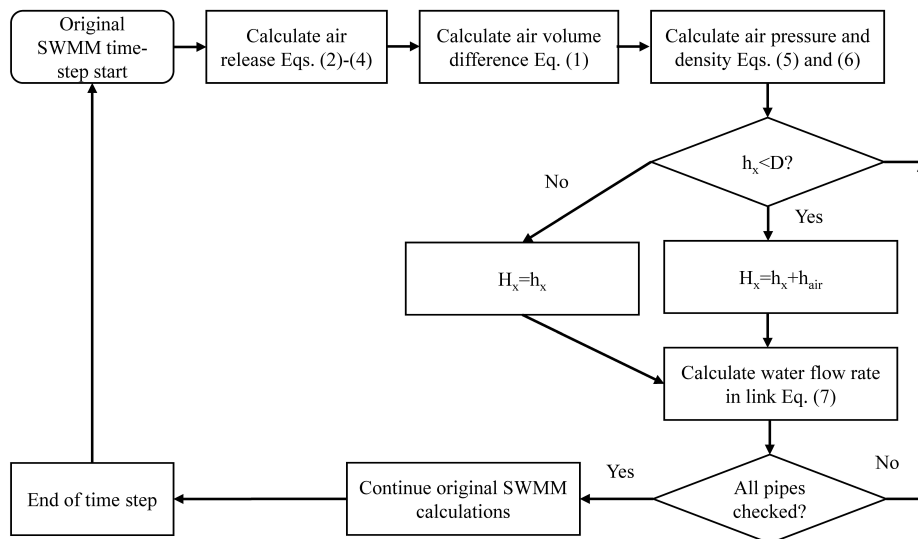 Original
SWMM time-
step start
Calculate air
release Eqs. (2)-(4)
Calculate air volume
difference Eq. (1)
Calculate air pressure and
density Eqs. (5) and (6)
hₓ<D?
No
Yes
Hₓ=hₓ
Hₓ=hₓ+hₐᵢᵣ
Calculate water flow rate
in link Eq. (7)
All pipes
checked?
No
Yes
Continue original SWMM
calculations
End of time step